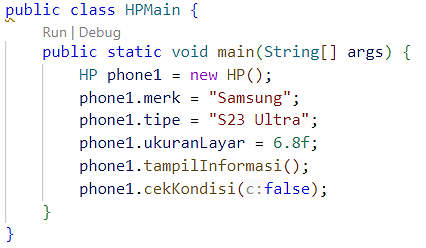 public class HPMain {
Run | Debug
public static void main(String[] args) {
HP phone1 = new HP();
phone1.merk = "Samsung";
phone1.tipe = "S23 Ultra";
phone1.ukuranLayar = 6.8f;
phone1.tampilInformasi();
phone1.cekKondisi(c:false);
}
}